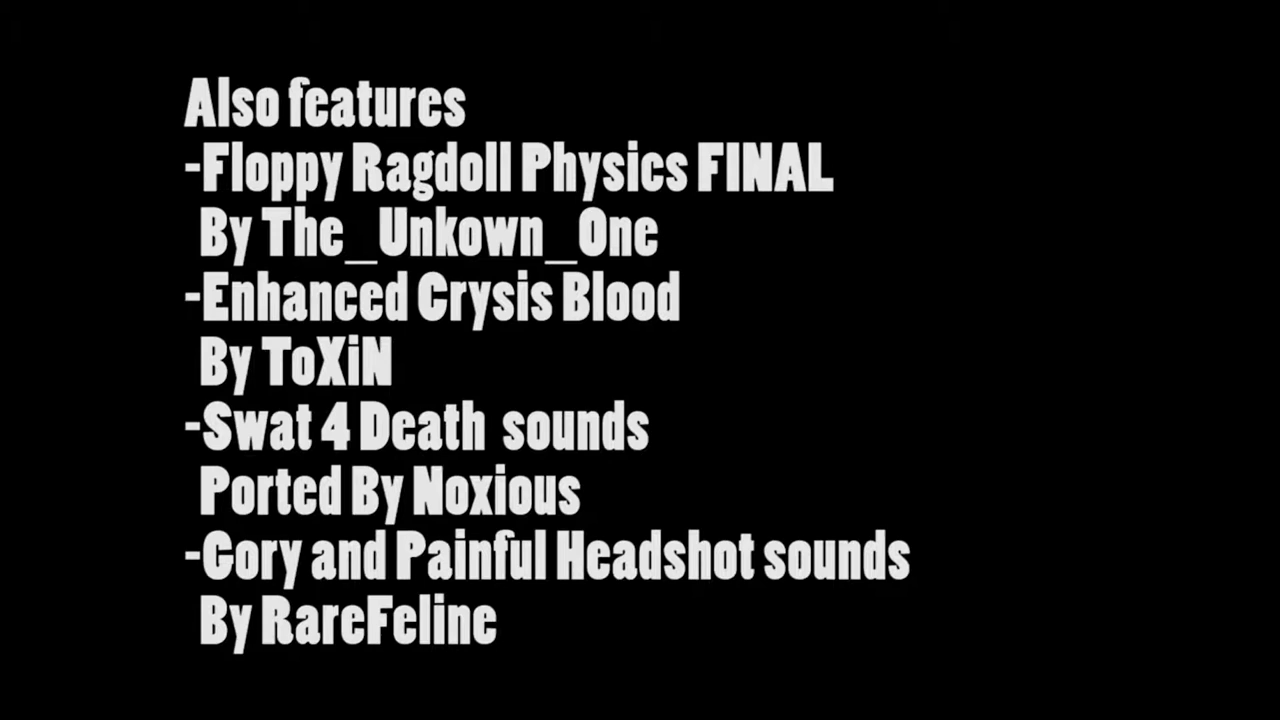 Also features
-Floppy Ragdoll Physics FINAL
By The_Unkown_One
-Enhanced Crysis Blood
By ToXiN
-Swat 4 Death sounds
Ported By Noxious
-Gory and Painful Headshot sounds
By RareFeline